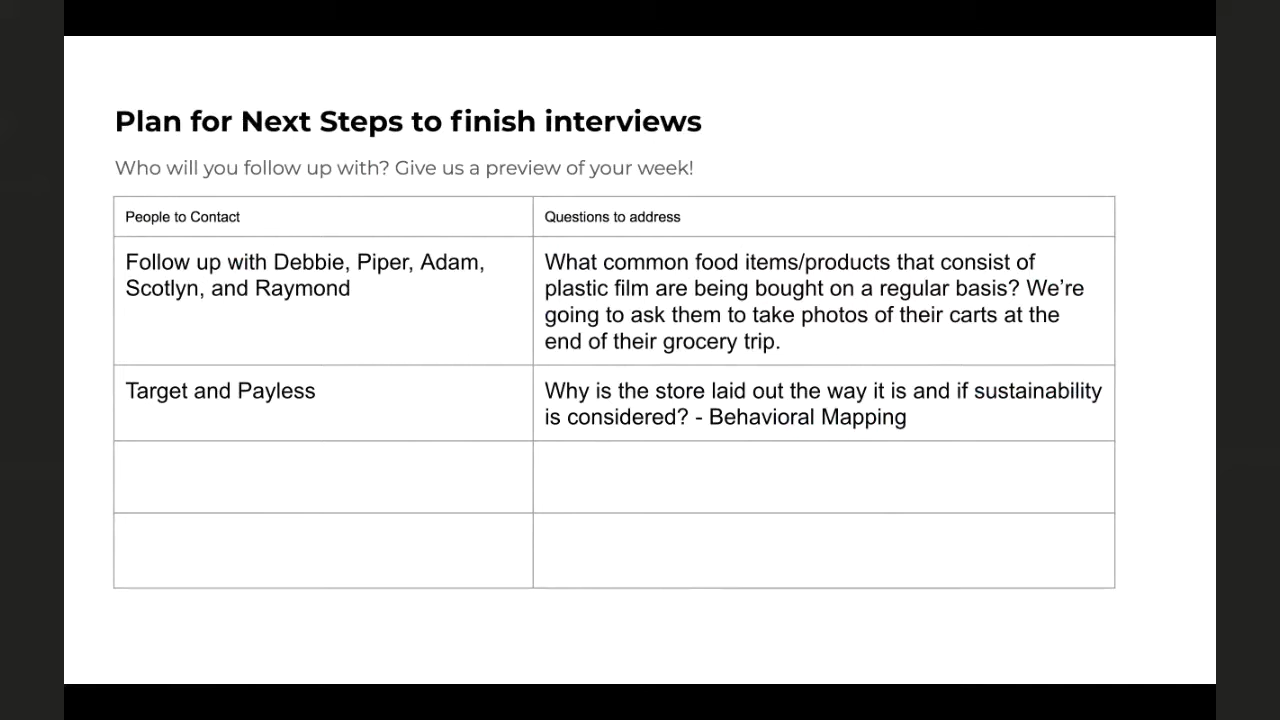 Plan for Next Steps to finish interviews
Who will you follow up with? Give us a preview of your week!
People to Contact
Questions to address
Follow up with Debbie, Piper, Adam,
Scotlyn, and Raymond
What common food items/products that consist of
plastic film are being bought on a regular basis? We’re
going to ask them to take photos of their carts at the
end of their grocery trip.
Target and Payless
Why is the store laid out the way it is and if sustainability
is considered? - Behavioral Mapping